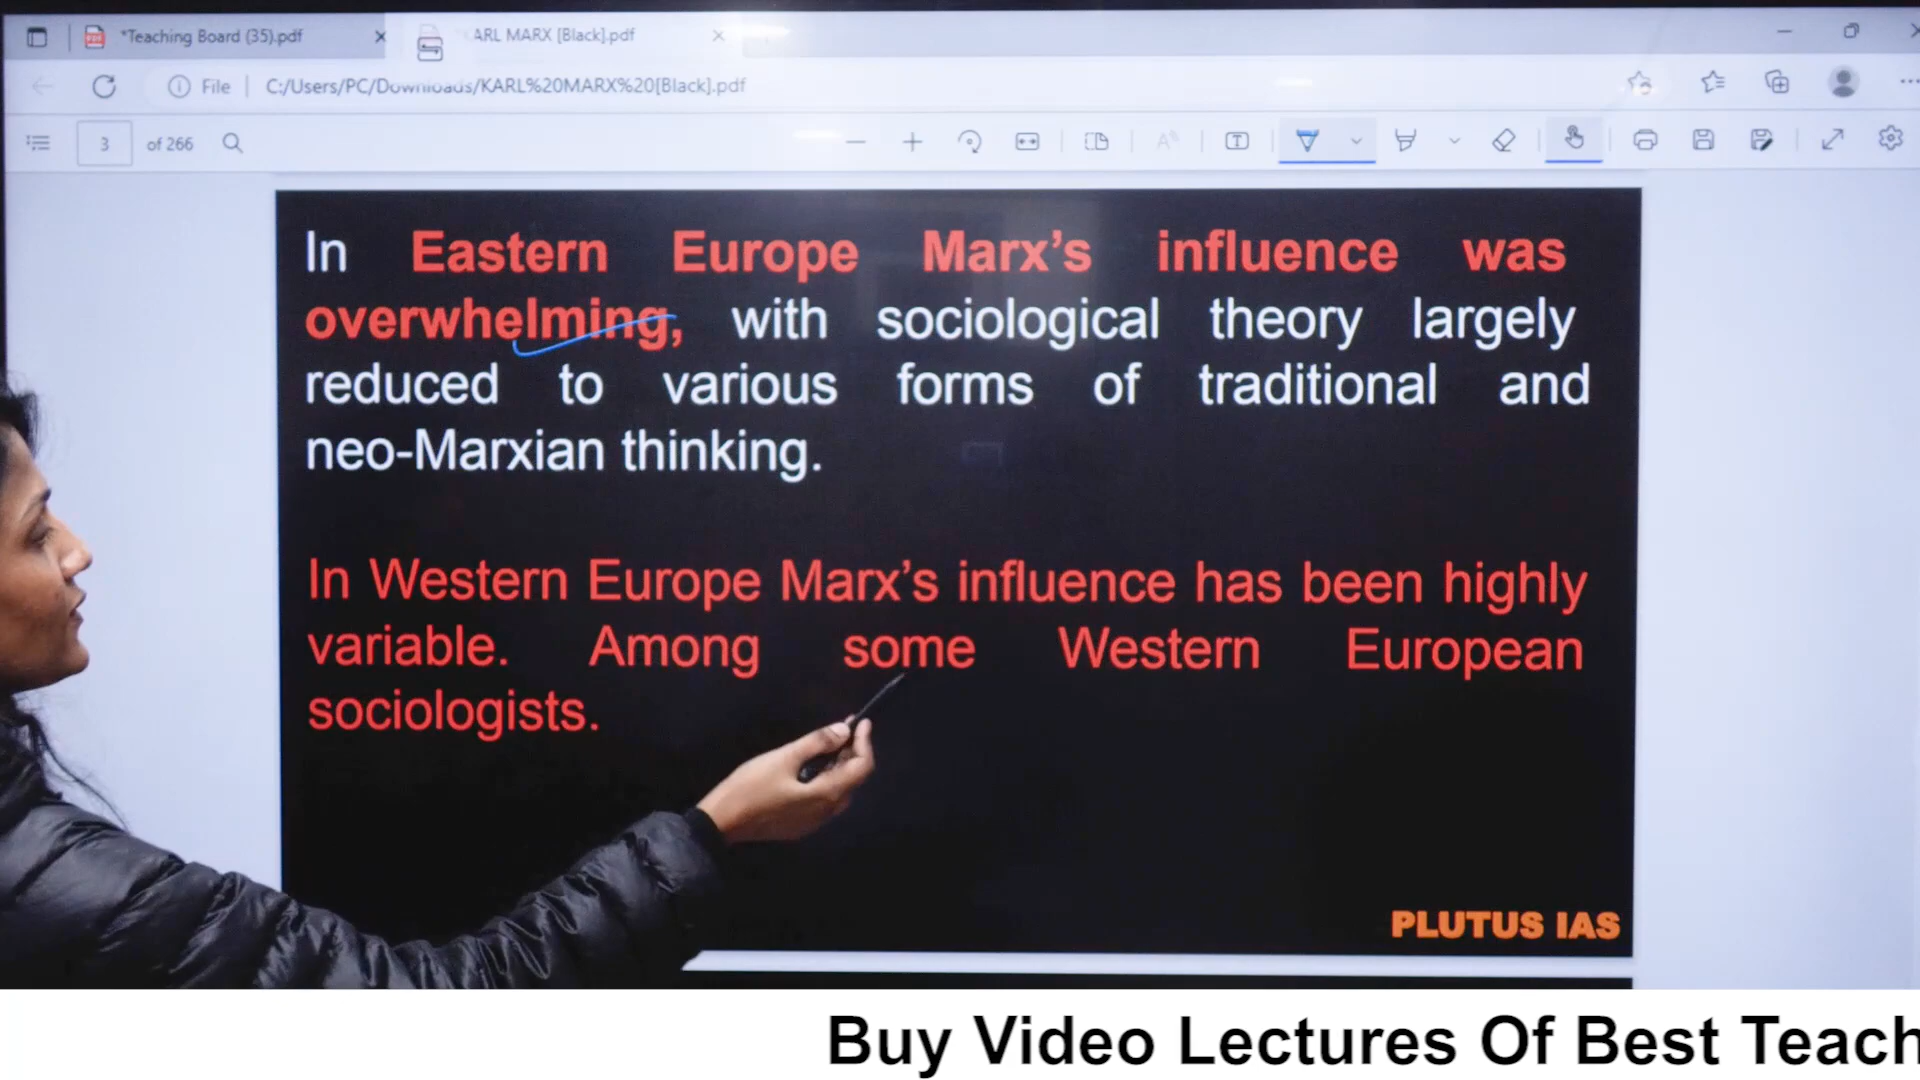 *Teaching Board (35).pdf
ARL MARX [Black].pdf
File
C:/Users/PC/Downloads/KARL%20MARX%20[Black].pdf
3 of 266
In Eastern Europe Marx’s influence was
overwhelming, with sociological theory largely
reduced to various forms of traditional and
neo-Marxian thinking.
In Western Europe Marx’s influence has been highly
variable. Among some Western European
sociologists.
PLUTUS IAS
Buy Video Lectures Of Best Teach